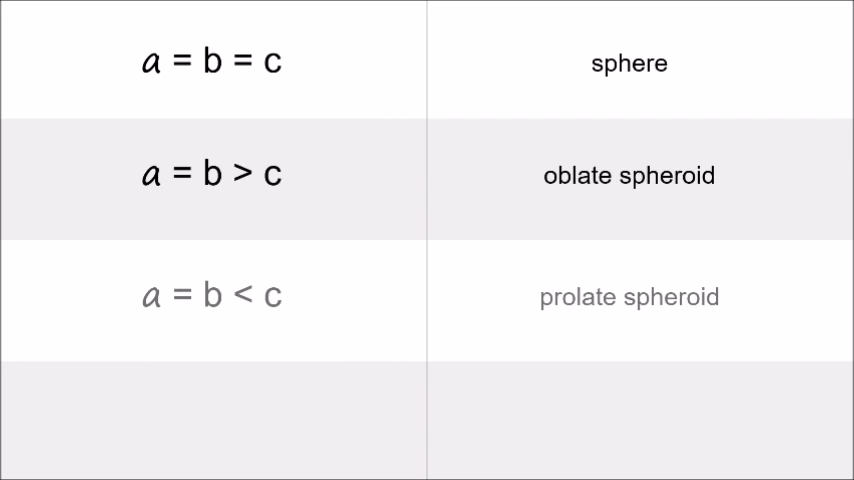 a = b = c
sphere
a = b > c
oblate spheroid
a = b < c
prolate spheroid